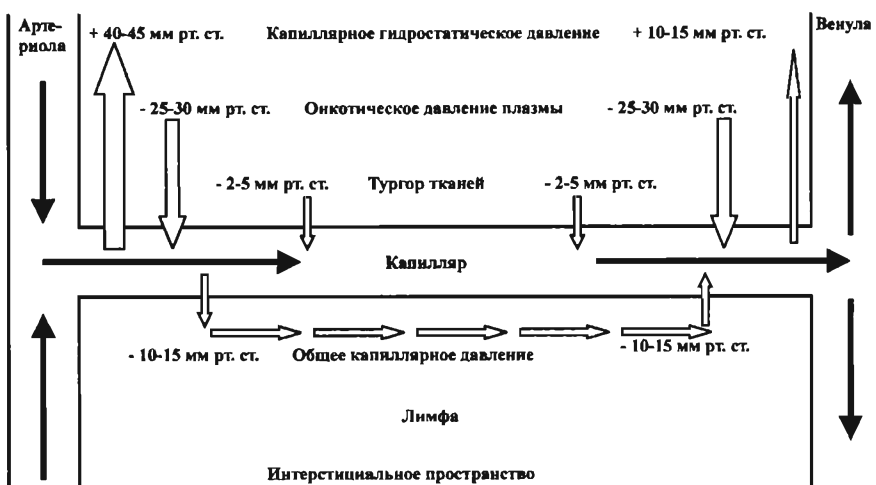 Арте-
риола
+ 40-45 мм рт. ст. Капиллярное гидростатическое давление + 10-15 мм рт. ст.
Венула
- 25-30 мм рт. ст. Онкотическое давление плазмы - 25-30 мм рт. ст.
- 2-5 мм рт. ст. Тургор тканей - 2-5 мм рт. ст.
Капилляр
- 10-15 мм рт. ст. Общее капиллярное давление - 10-15 мм рт. ст.
Лимфа
Интерстициальное пространство